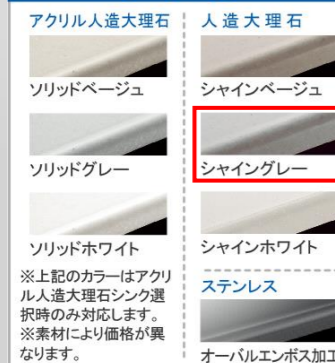 アクリル人造大理石
ソリッドベージュ
ソリッドグレー
ソリッドホワイト
※上記のカラーはアクリ
ル人造大理石シンク選
択時のみ対応します。
※素材により価格が異
なります。
人造大理石
シャインベージュ
シャイングレー
シャインホワイト
ステンレス
オーバルエンボス加工